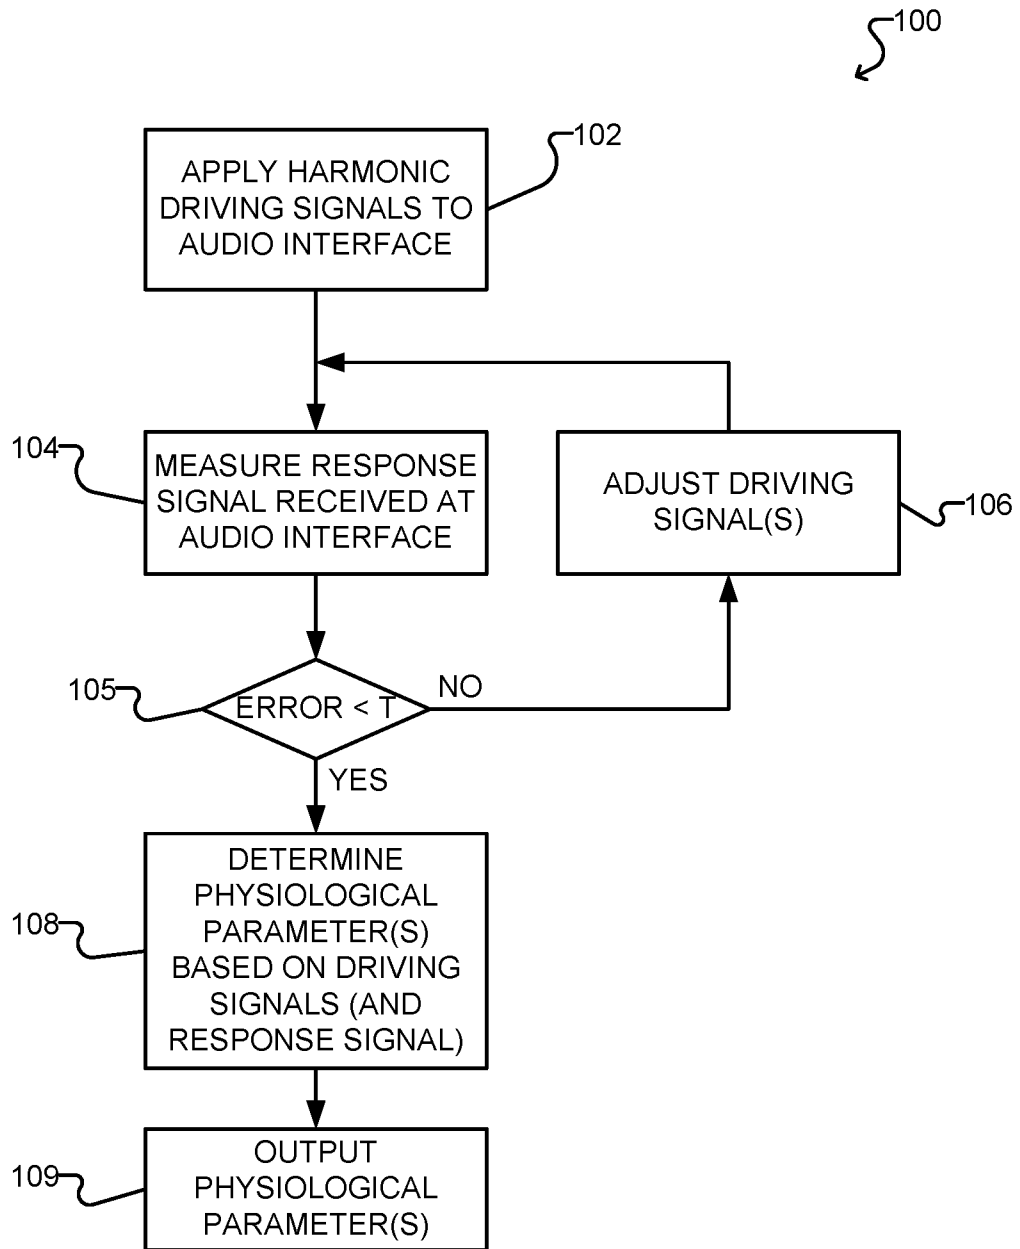 100
102
APPLY HARMONIC
DRIVING SIGNALS TO
AUDIO INTERFACE
104
MEASURE RESPONSE
SIGNAL RECEIVED AT
AUDIO INTERFACE
ADJUST DRIVING
SIGNAL(S)
106
105
ERROR < T
NO
YES
108
DETERMINE
PHYSIOLOGICAL
PARAMETER(S)
BASED ON DRIVING
SIGNALS (AND
RESPONSE SIGNAL)
109
OUTPUT
PHYSIOLOGICAL
PARAMETER(S)